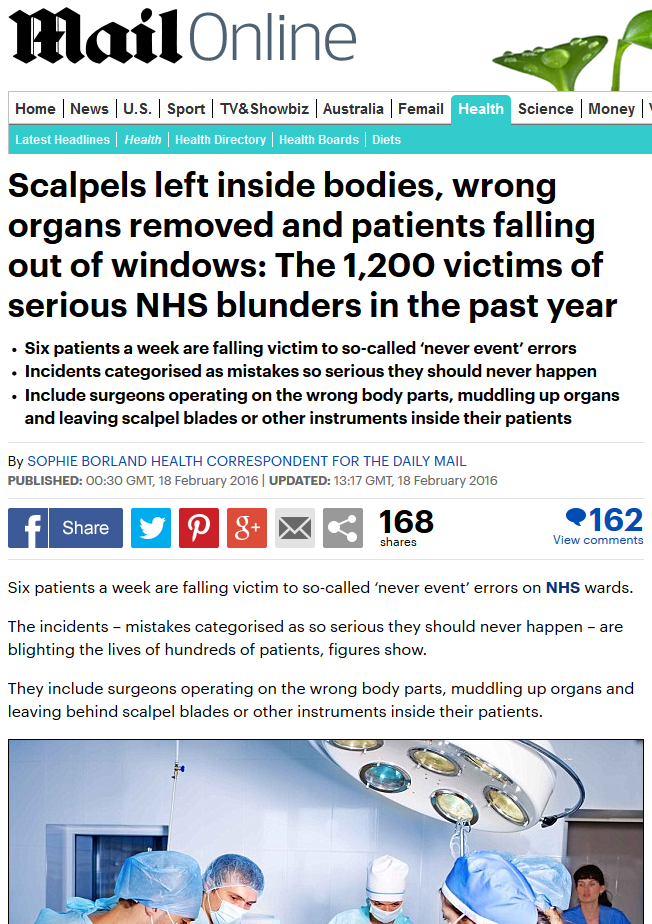 Mail Online
Home News U.S. Sport TV&Showbiz Australia Femail Health Science Money
Latest Headlines Health Health Directory Health Boards Diets
Scalpels left inside bodies, wrong
organs removed and patients falling
out of windows: The 1,200 victims of
serious NHS blunders in the past year
• Six patients a week are falling victim to so-called ‘never event’ errors
• Incidents categorised as mistakes so serious they should never happen
• Include surgeons operating on the wrong body parts, muddling up organs
and leaving scalpel blades or other instruments inside their patients
By SOPHIE BORLAND HEALTH CORRESPONDENT FOR THE DAILY MAIL
PUBLISHED: 00:30 GMT, 18 February 2016 | UPDATED: 13:17 GMT, 18 February 2016
f Share g+ 168 162
shares View comments
Six patients a week are falling victim to so-called ‘never event’ errors on NHS wards.
The incidents – mistakes categorised as so serious they should never happen – are
blighting the lives of hundreds of patients, figures show.
They include surgeons operating on the wrong body parts, muddling up organs and
leaving behind scalpel blades or other instruments inside their patients.